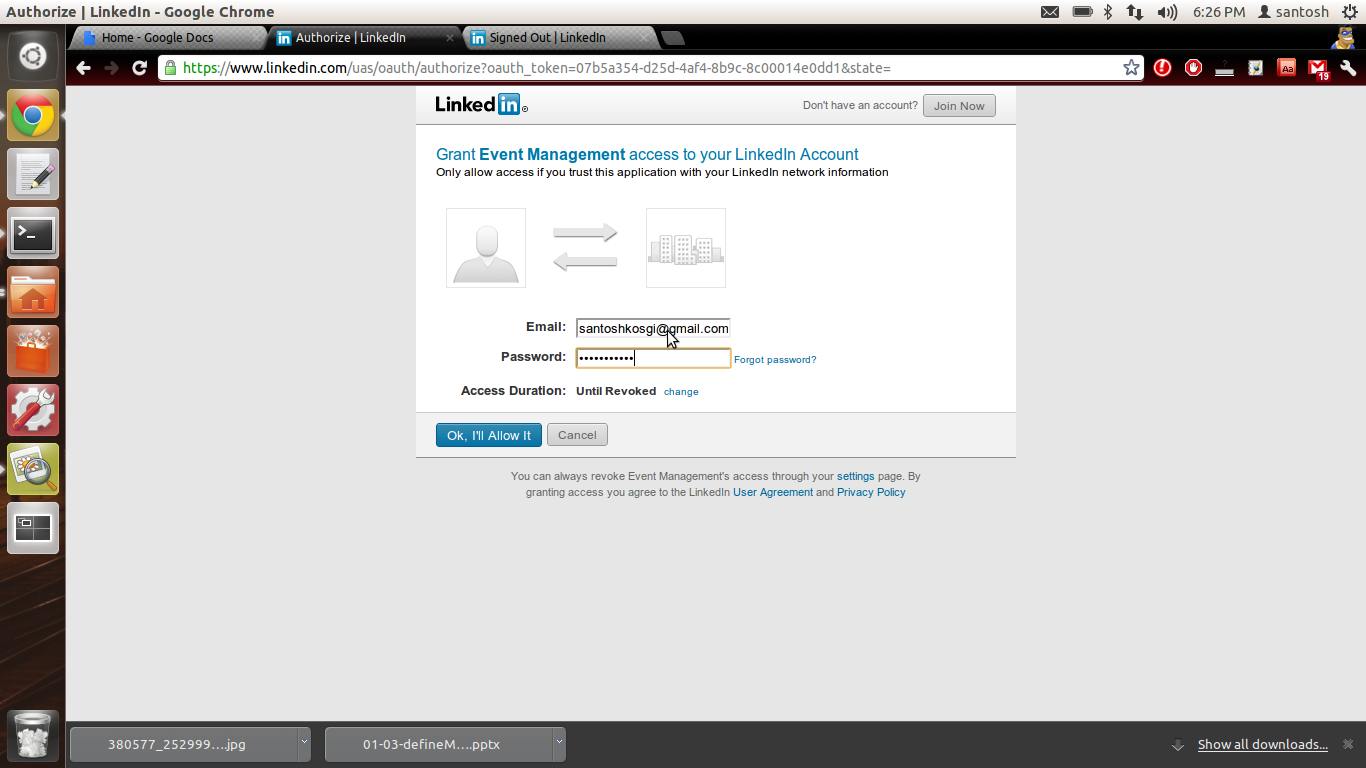 Authorize | LinkedIn - Google Chrome
6:26 PM santosh
Home - Google Docs
Authorize | LinkedIn
Signed Out | LinkedIn
https://www.linkedin.com/uas/oauth/authorize?oauth_token=07b5a354-d25d-4af4-8b9c-8c00014e0dd1&state=
Aa
19
Linked in
Don't have an account? Join Now
Grant Event Management access to your LinkedIn Account
Only allow access if you trust this application with your LinkedIn network information
Email: santoshkosgi@gmail.com
Password: •••••••••••
Forgot password?
Access Duration: Until Revoked change
Ok, I'll Allow It Cancel
You can always revoke Event Management's access through your settings page. By
granting access you agree to the LinkedIn User Agreement and Privacy Policy
380577_252999....jpg
01-03-defineM....pptx
Show all downloads...